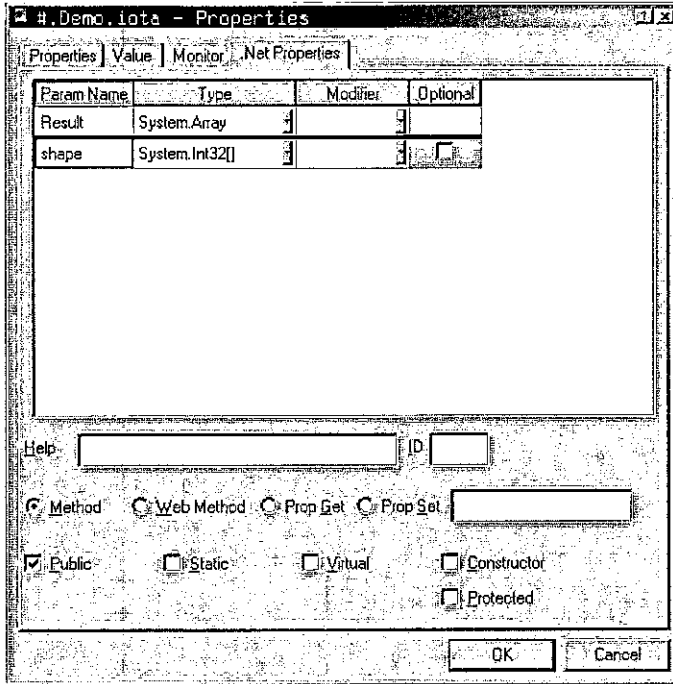 #.Demo.iota - Properties
Properties Value Monitor .Net Properties
Param Name Type Modifier Optional
Result System.Array
shape System.Int32[]
Help ID
Method Web Method Prop Get Prop Set
Public Static Virtual Constructor
Protected
OK Cancel